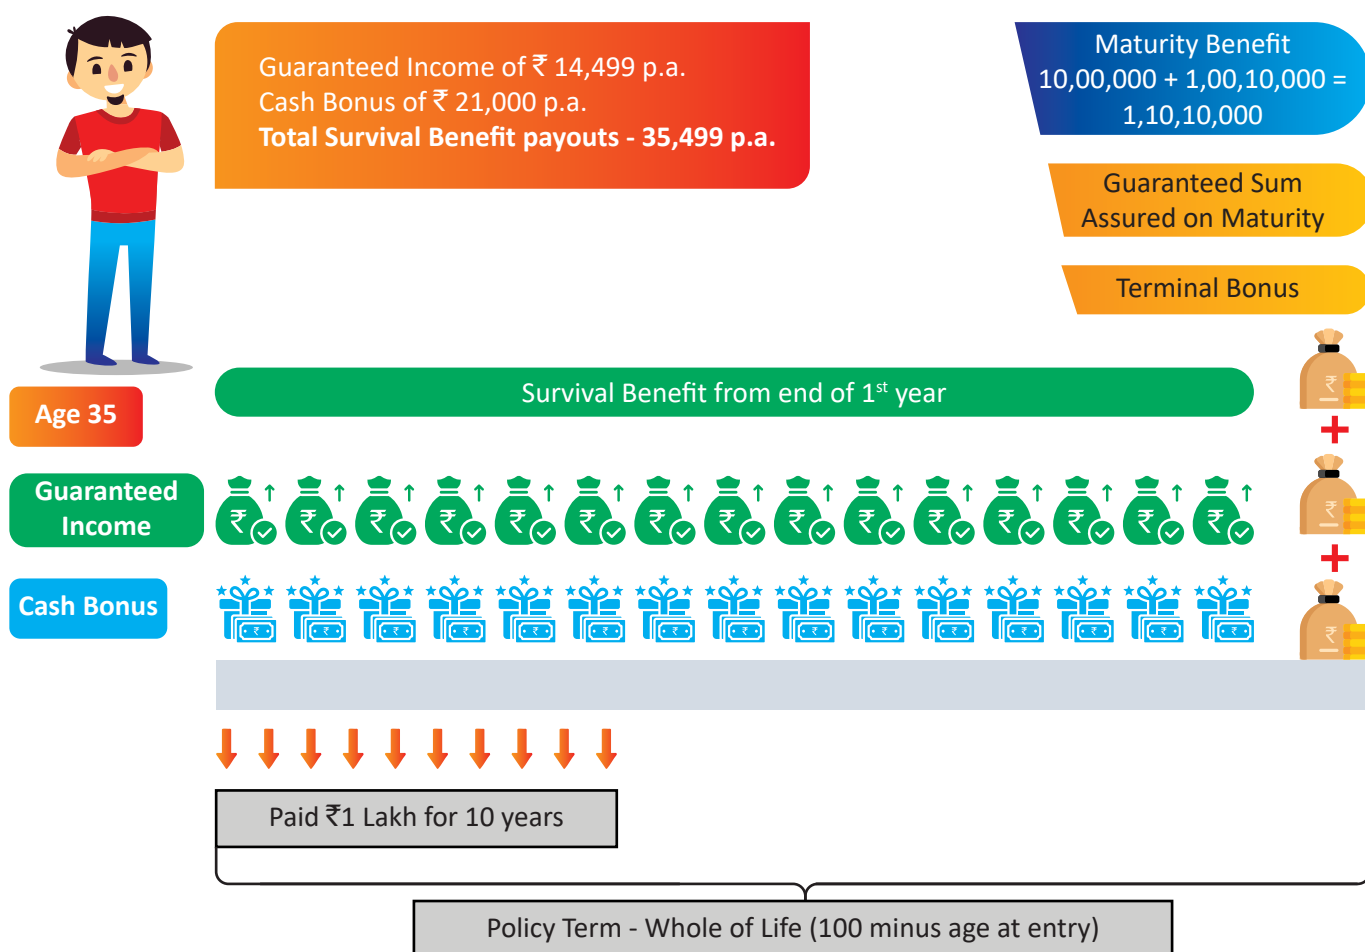 Guaranteed Income of ₹ 14,499 p.a.
Cash Bonus of ₹ 21,000 p.a.
Total Survival Benefit payouts - 35,499 p.a.
Maturity Benefit
10,00,000 + 1,00,10,000 =
1,10,10,000
Guaranteed Sum
Assured on Maturity
Terminal Bonus
Age 35
Survival Benefit from end of 1st year
Guaranteed
Income
Cash Bonus
Paid ₹1 Lakh for 10 years
Policy Term - Whole of Life (100 minus age at entry)